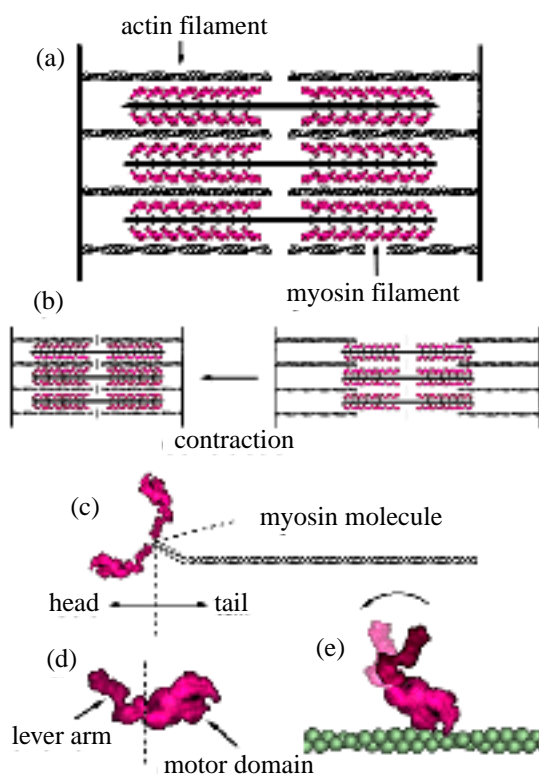 actin filament
(a)
myosin filament
(b)
contraction
(c)
myosin molecule
head tail
(d) (e)
lever arm
motor domain